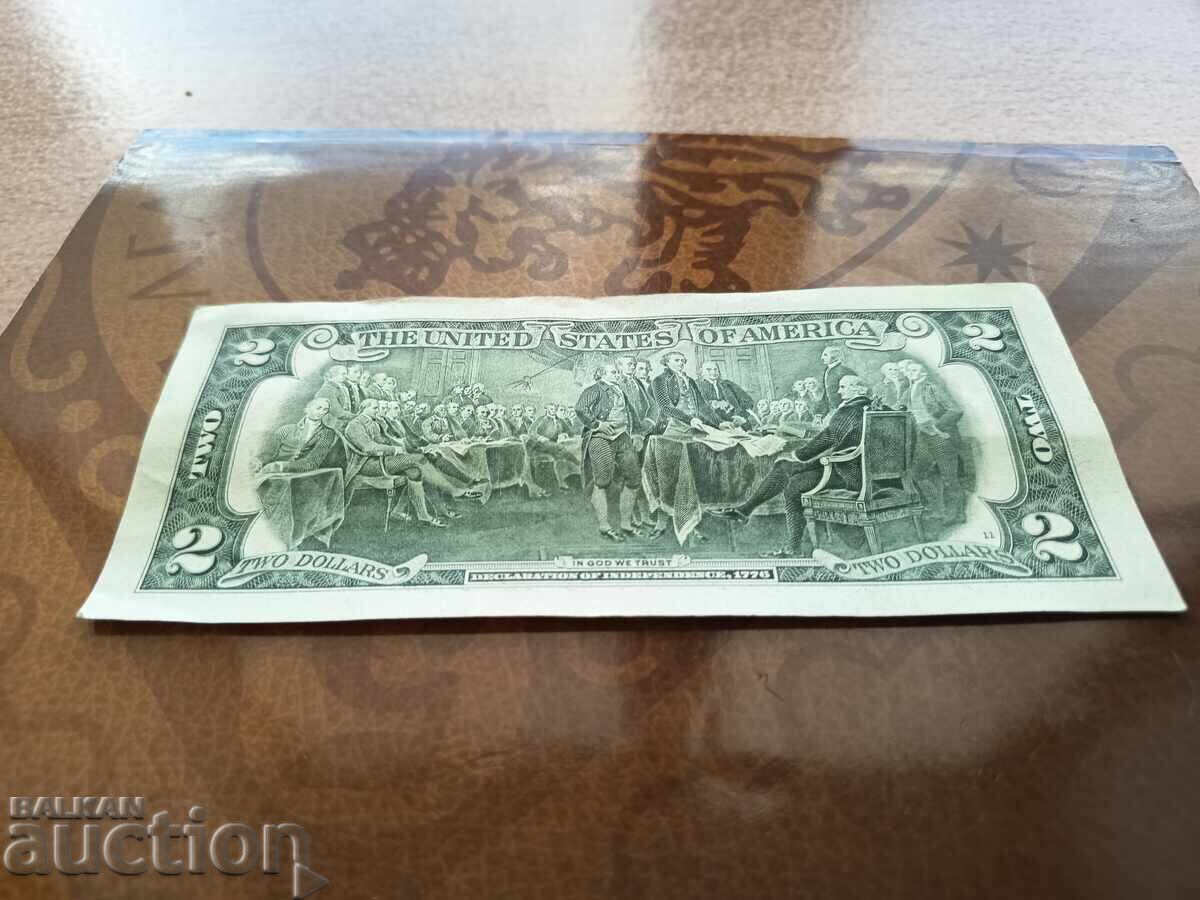 THE UNITED STATES OF AMERICA
2 2
TWO TWO
2 2
11
TWO DOLLARS IN GOD WE TRUST TWO DOLLARS
DECLARATION OF INDEPENDENCE, 1776
BALKAN
auction